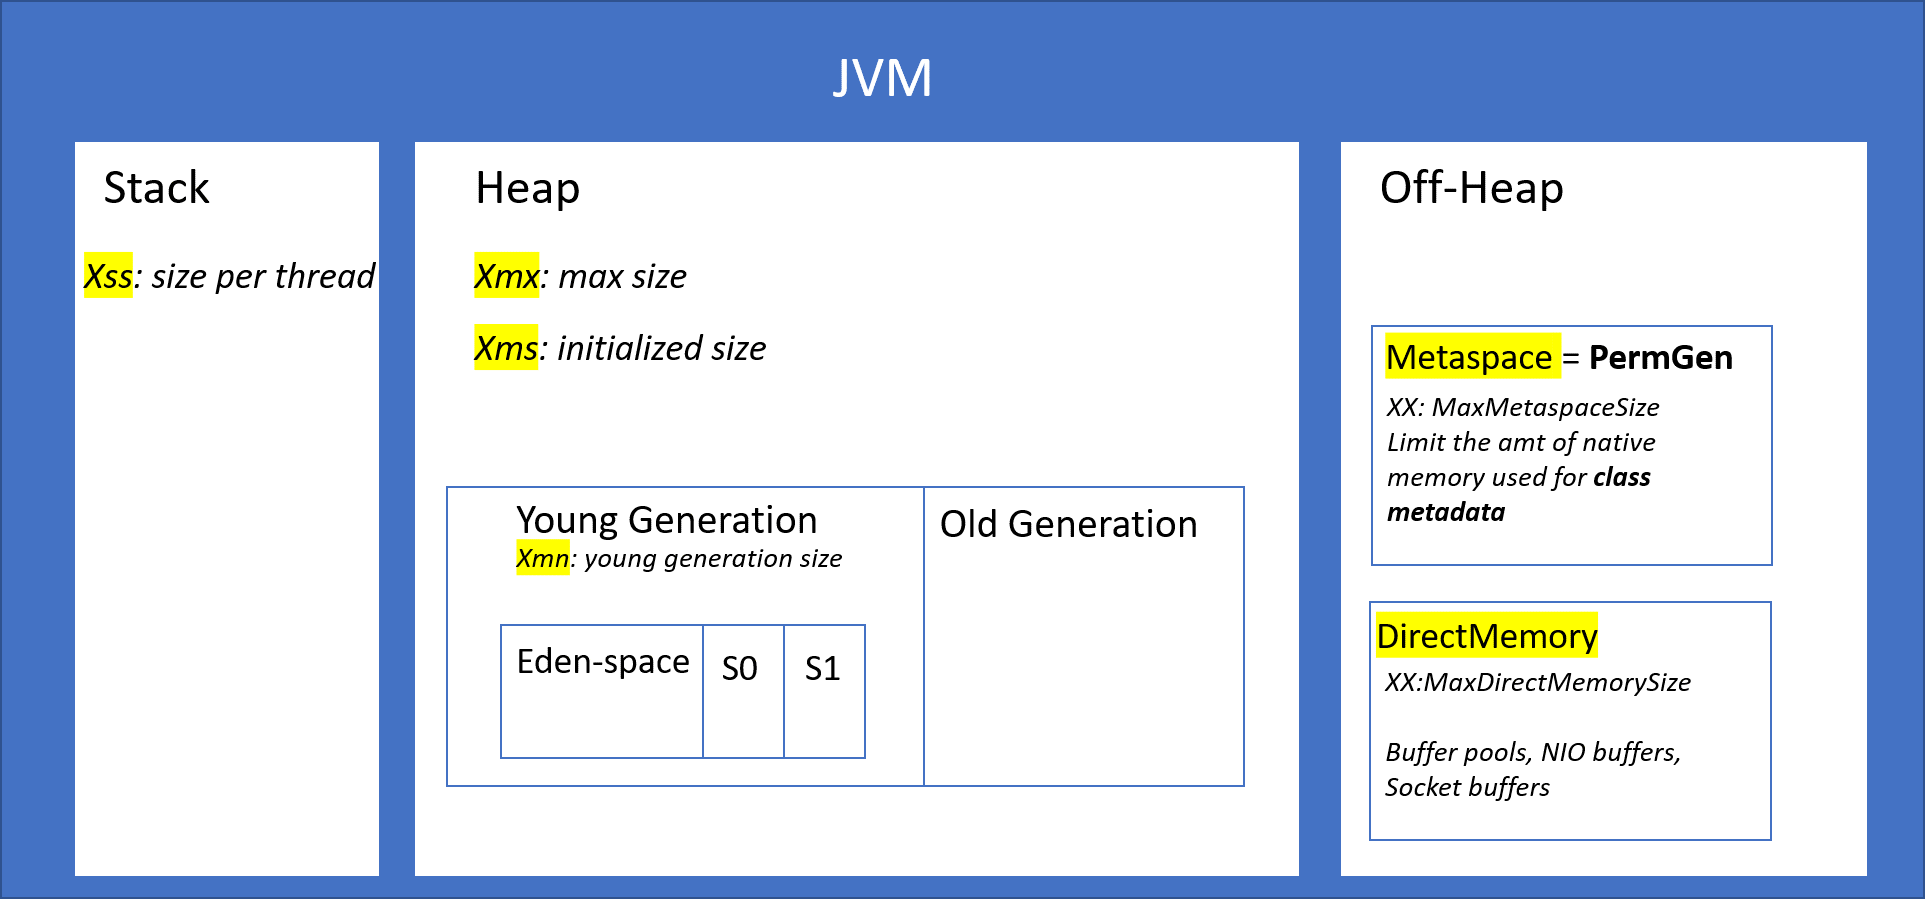 JVM
Stack
Xss: size per thread
Heap
Xmx: max size
Xms: initialized size
Young Generation
Xmn: young generation size
Eden-space
S0
S1
Old Generation
Off-Heap
Metaspace = PermGen
XX: MaxMetaspaceSize
Limit the amt of native
memory used for class
metadata
DirectMemory
XX:MaxDirectMemorySize
Buffer pools, NIO buffers,
Socket buffers